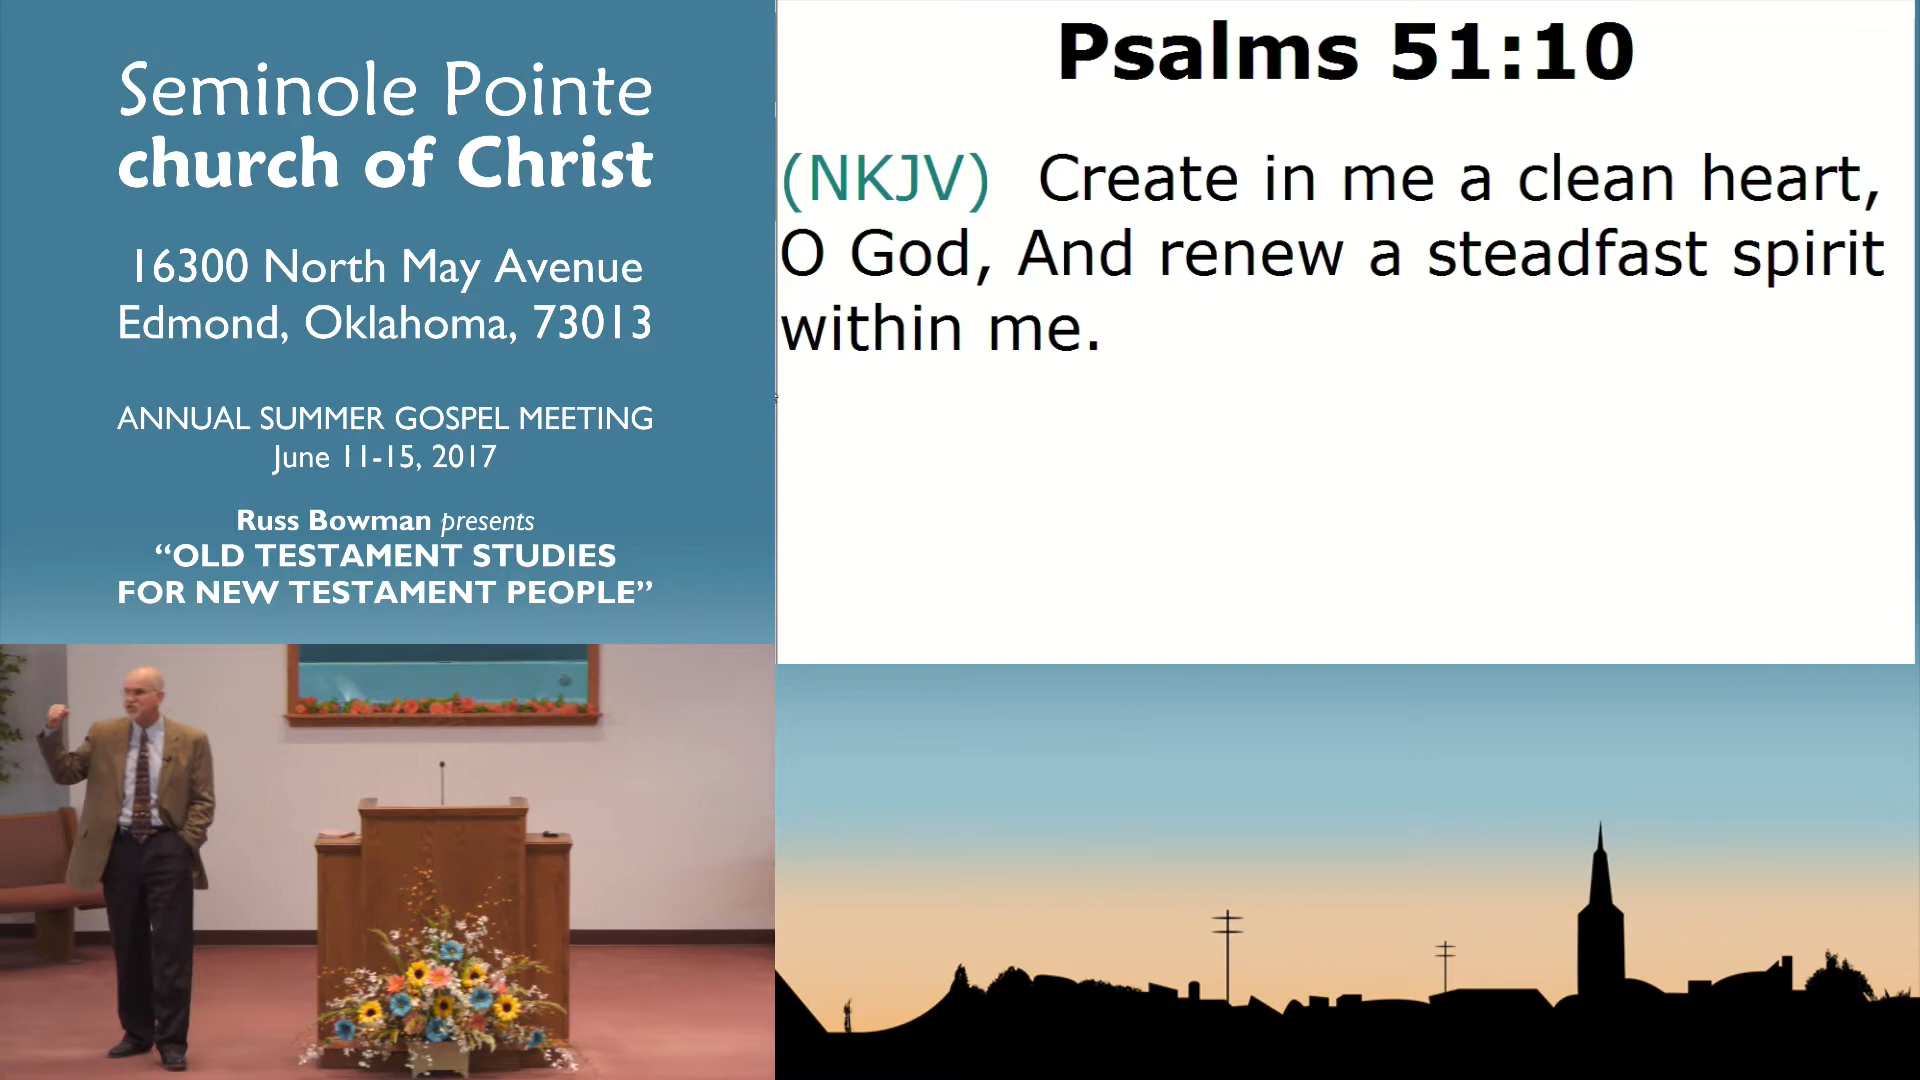 Seminole Pointe
church of Christ
16300 North May Avenue
Edmond, Oklahoma, 73013
ANNUAL SUMMER GOSPEL MEETING
June 11-15, 2017
Russ Bowman presents
“OLD TESTAMENT STUDIES
FOR NEW TESTAMENT PEOPLE”
Psalms 51:10
(NKJV) Create in me a clean heart,
O God, And renew a steadfast spirit
within me.